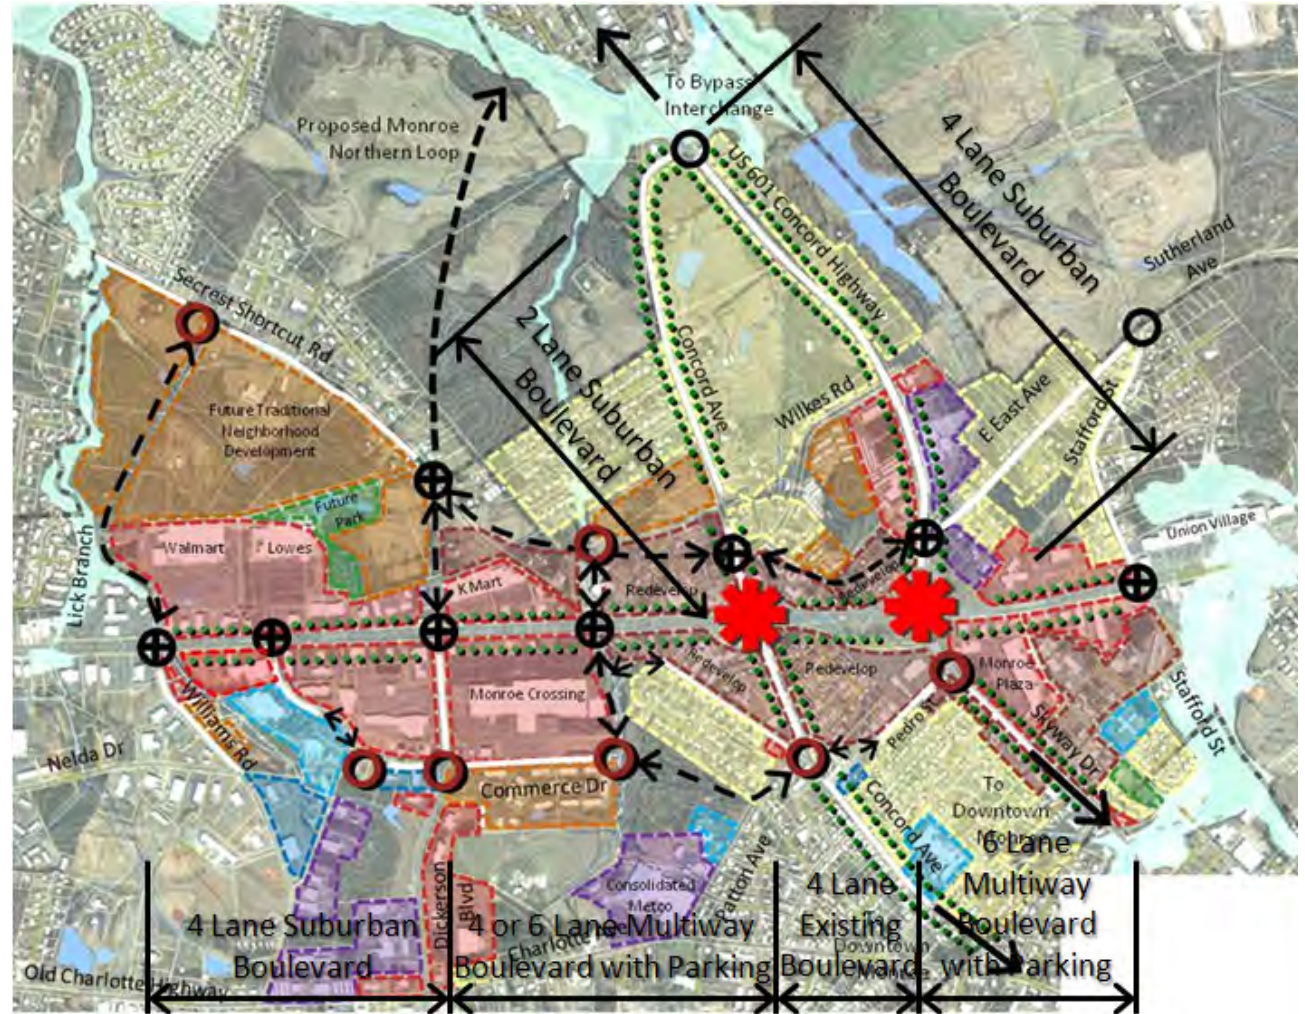 To Bypass
Interchange
Proposed Monroe
Northern Loop
4 Lane Suburban
Boulevard
US 601 Concord Highway
Sutherland
Ave
Secrest Shortcut Rd
2 Lane Suburban
Boulevard
Concord Ave
Wilkes Rd
E East Ave
Stafford St
Future Traditional
Neighborhood
Development
Future
Park
Union Village
Lick Branch
Walmart
Lowes
K Mart
Redevelop
Redevelop
Redevelop
Redevelop
Monroe Crossing
Monroe
Plaza
Pedro St
Skyway Dr
Stafford St
Williams Rd
Nelda Dr
Commerce Dr
Concord Ave
To
Downtown
Dickerson
Blvd
Consolidated
Metco
Patton Ave
Downtown
Old Charlotte Highway
4 Lane Suburban
Boulevard
4 or 6 Lane Multiway
Boulevard with Parking
4 Lane
Existing
Boulevard
6 Lane
Multiway
Boulevard
with Parking